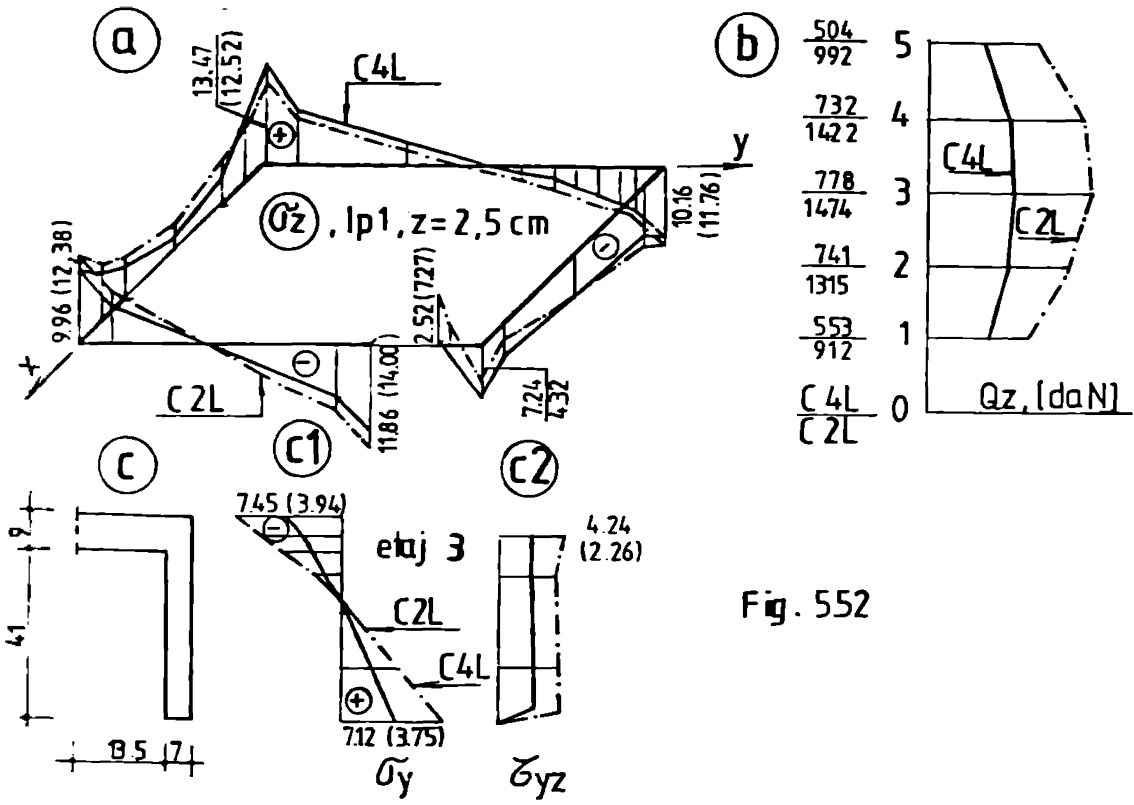 a
13.47
(12.52)
C4L
+
y
σz , lp1, z = 2,5 cm
10.16
(11.76)
-
9.96 (12.38)
2.52 (7.27)
x
-
C2L
11.86 (14.00)
7.24
4.32
b
504
992
5
732
1422
4
C4L
778
1474
3
C2L
741
1315
2
553
912
1
C4L
C2L
0
Qz, [daN]
c
9
41
13.5
7
c1
7.45 (3.94)
-
etaj 3
C2L
C4L
+
7.12 (3.75)
σy
c2
4.24
(2.26)
τyz
Fig. 552